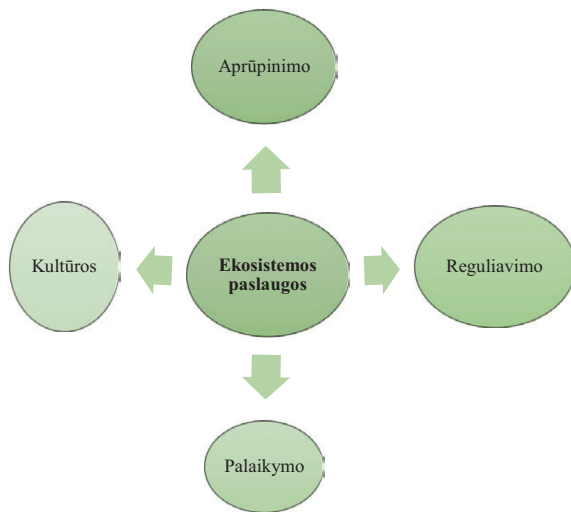 Aprūpinimo
Kultūros
Ekosistemos
paslaugos
Reguliavimo
Palaikymo